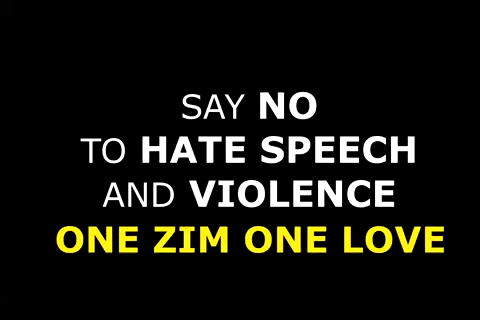 SAY NO
TO HATE SPEECH
AND VIOLENCE
ONE ZIM ONE LOVE